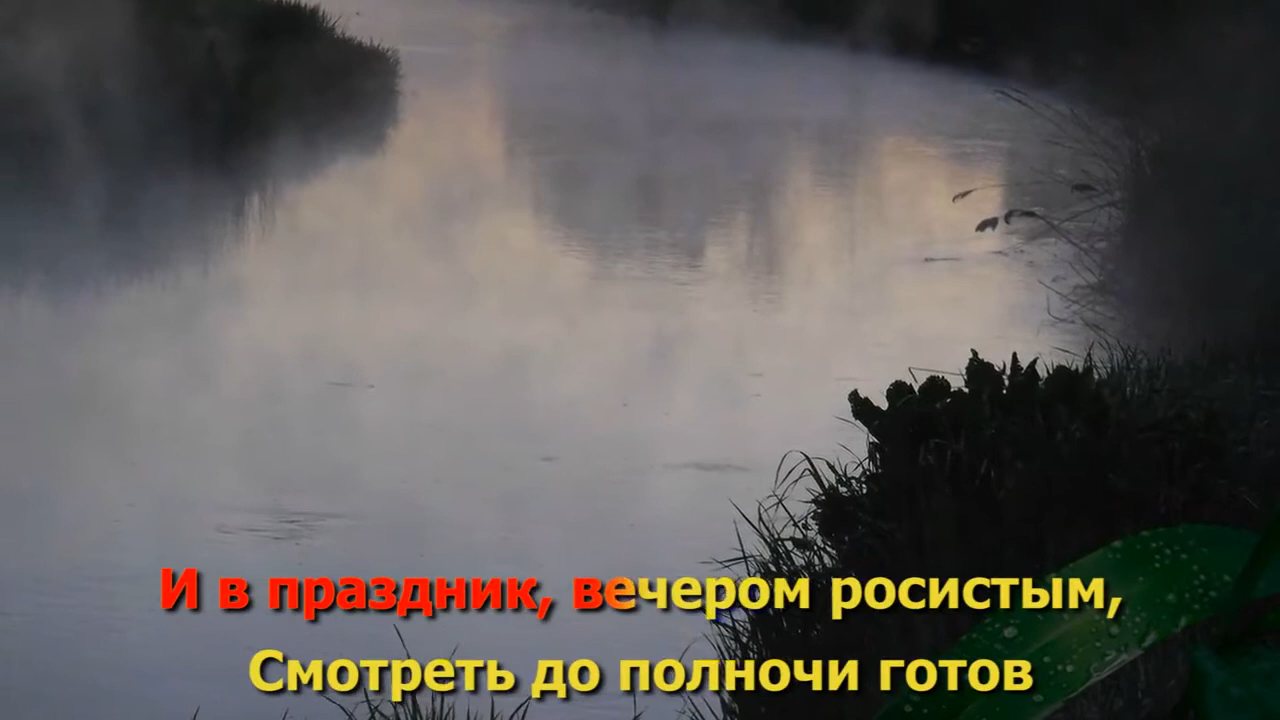 И в праздник, вечером росистым,
Смотреть до полночи готов